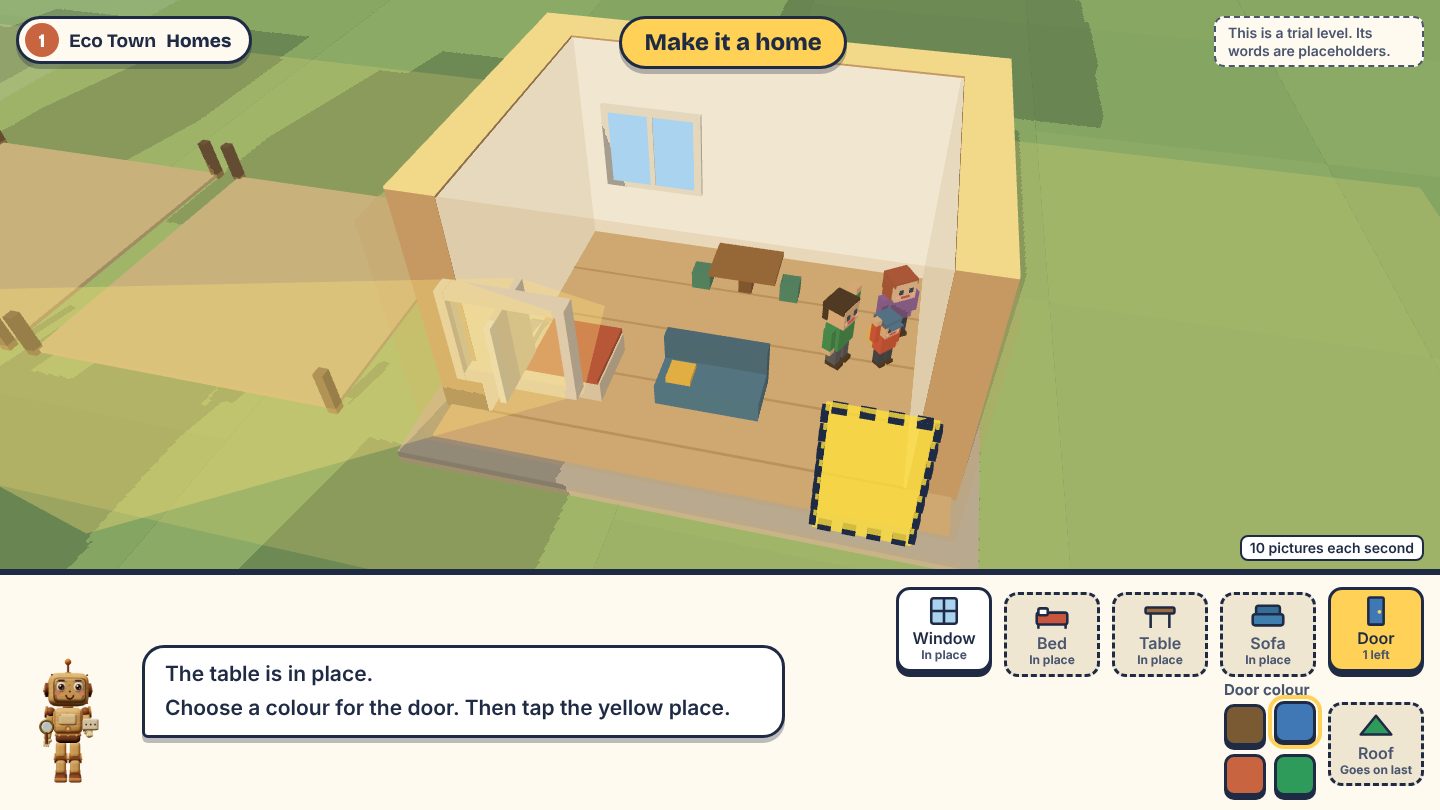 1 Eco Town Homes
Make it a home
This is a trial level. Its
words are placeholders.
10 pictures each second
The table is in place.
Choose a colour for the door. Then tap the yellow place.
Window
In place
Bed
In place
Table
In place
Sofa
In place
Door
1 left
Door colour
Roof
Goes on last